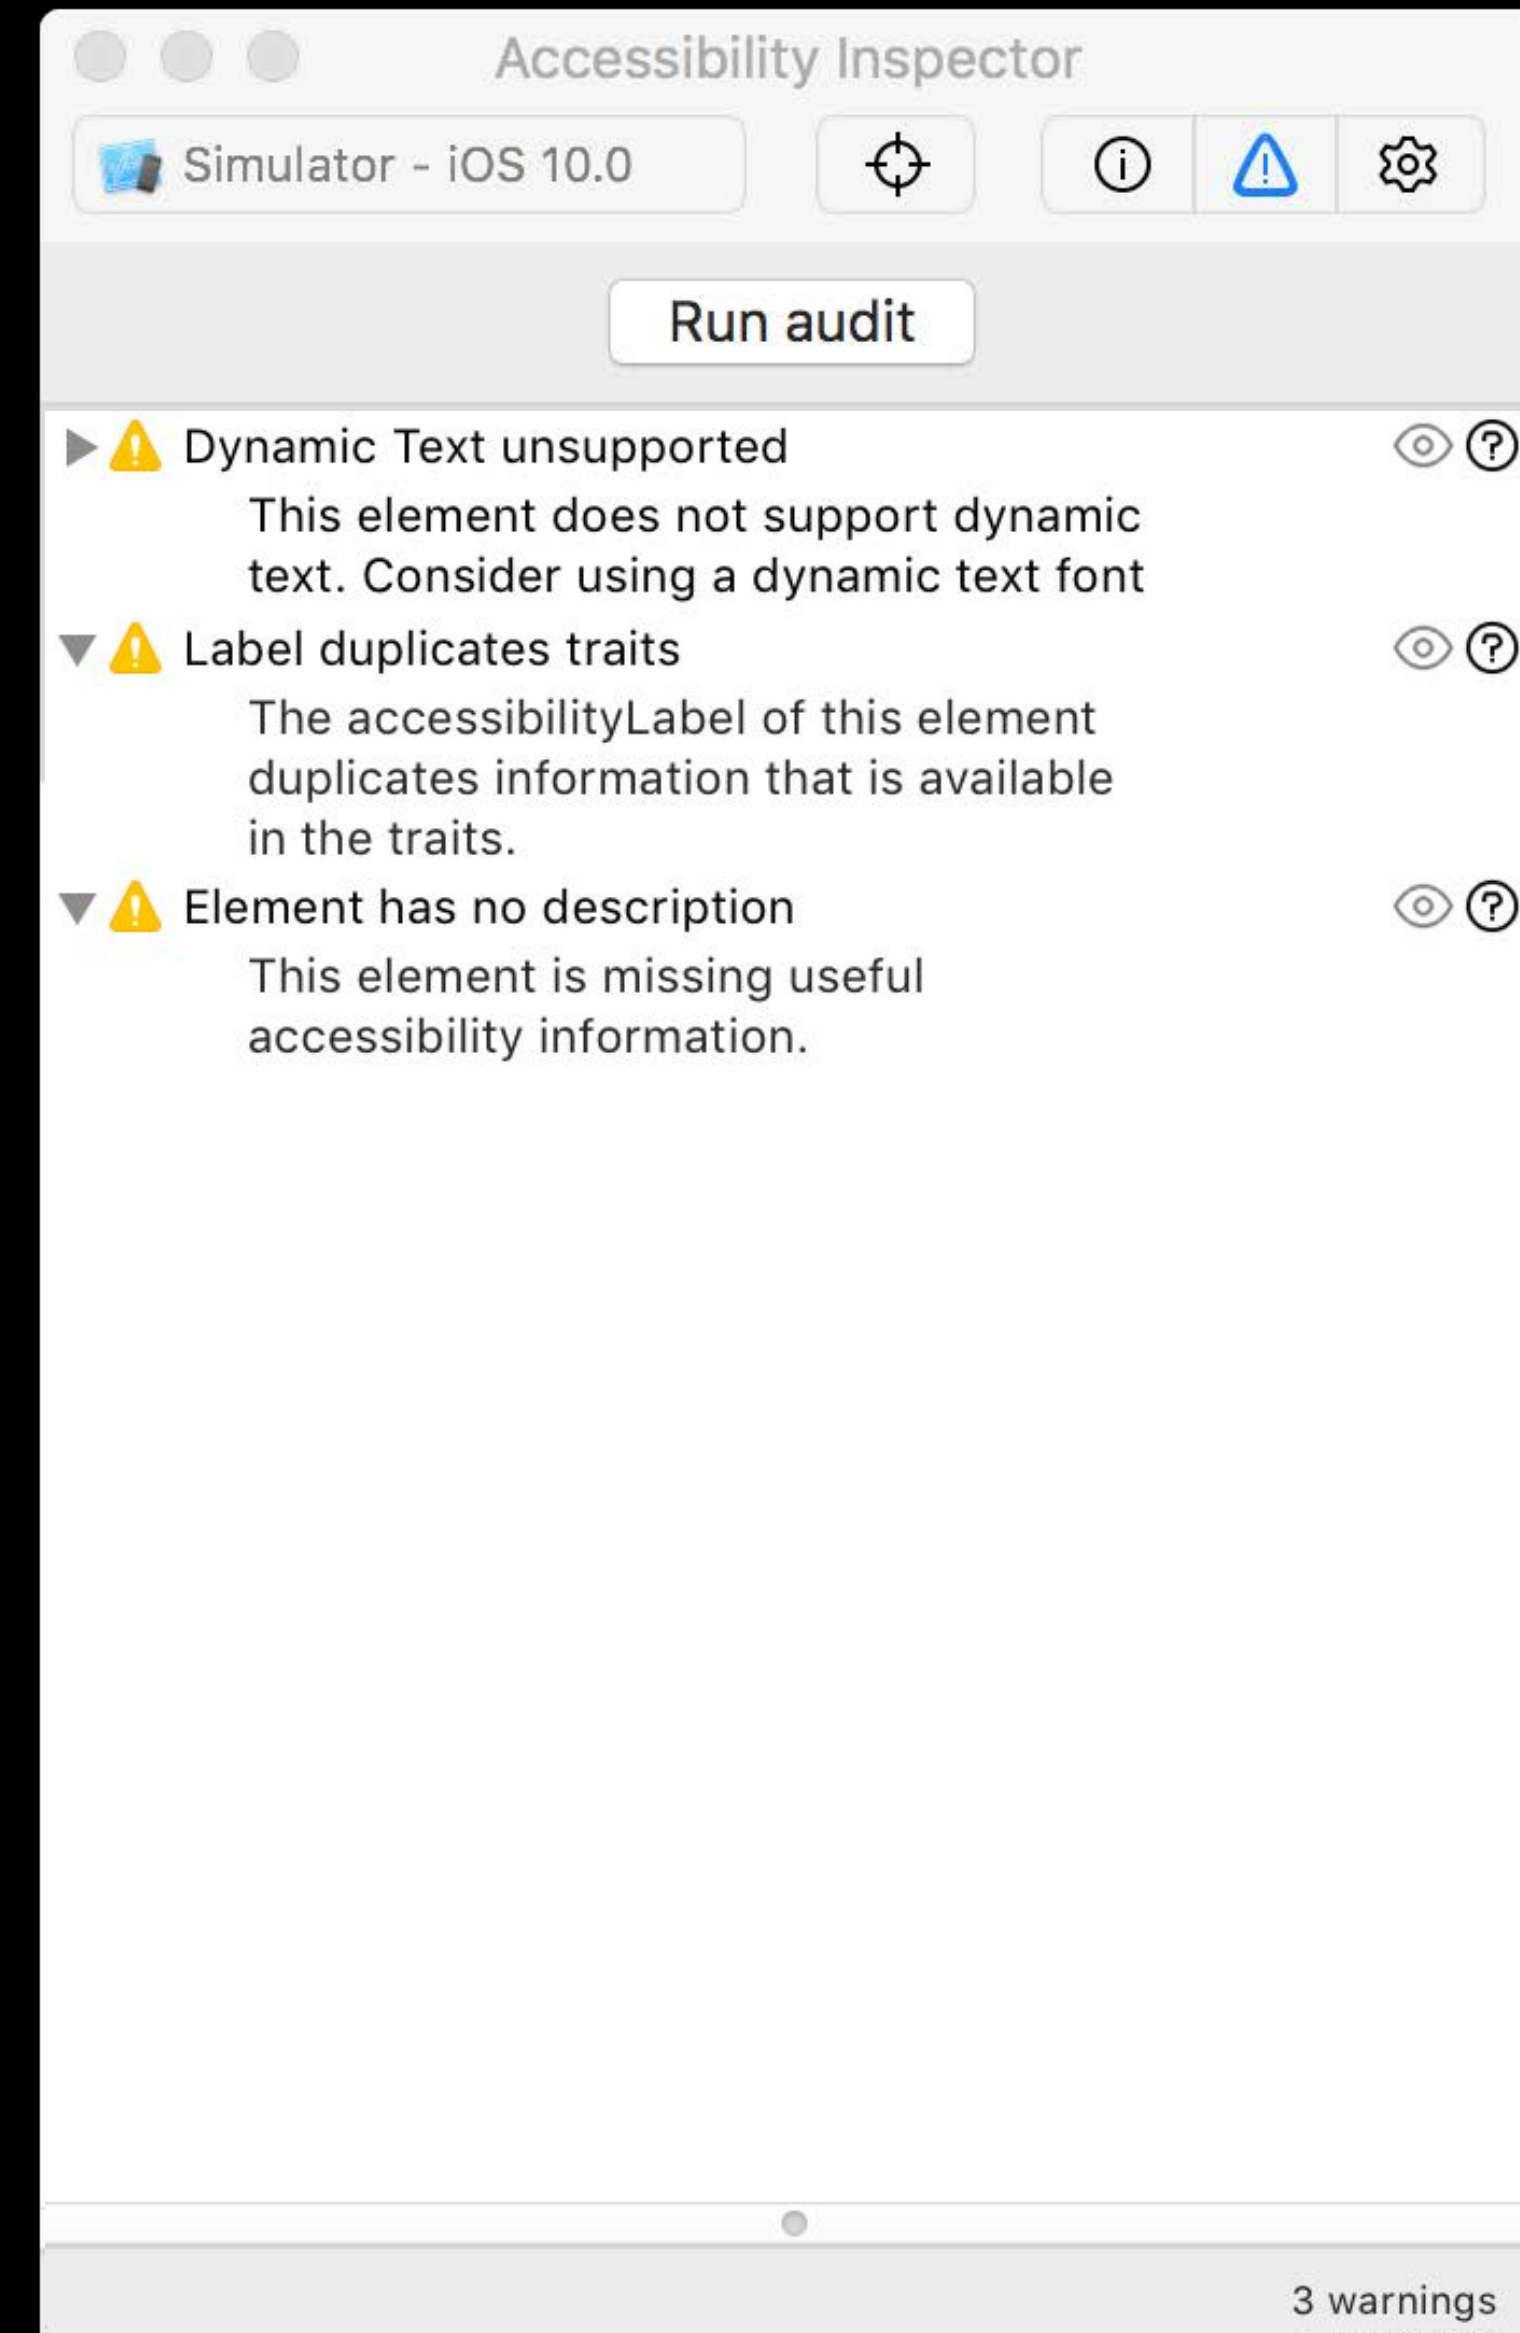 Accessibility Inspector
Simulator - iOS 10.0
Run audit
Dynamic Text unsupported
This element does not support dynamic
text. Consider using a dynamic text font
Label duplicates traits
The accessibilityLabel of this element
duplicates information that is available
in the traits.
Element has no description
This element is missing useful
accessibility information.
3 warnings